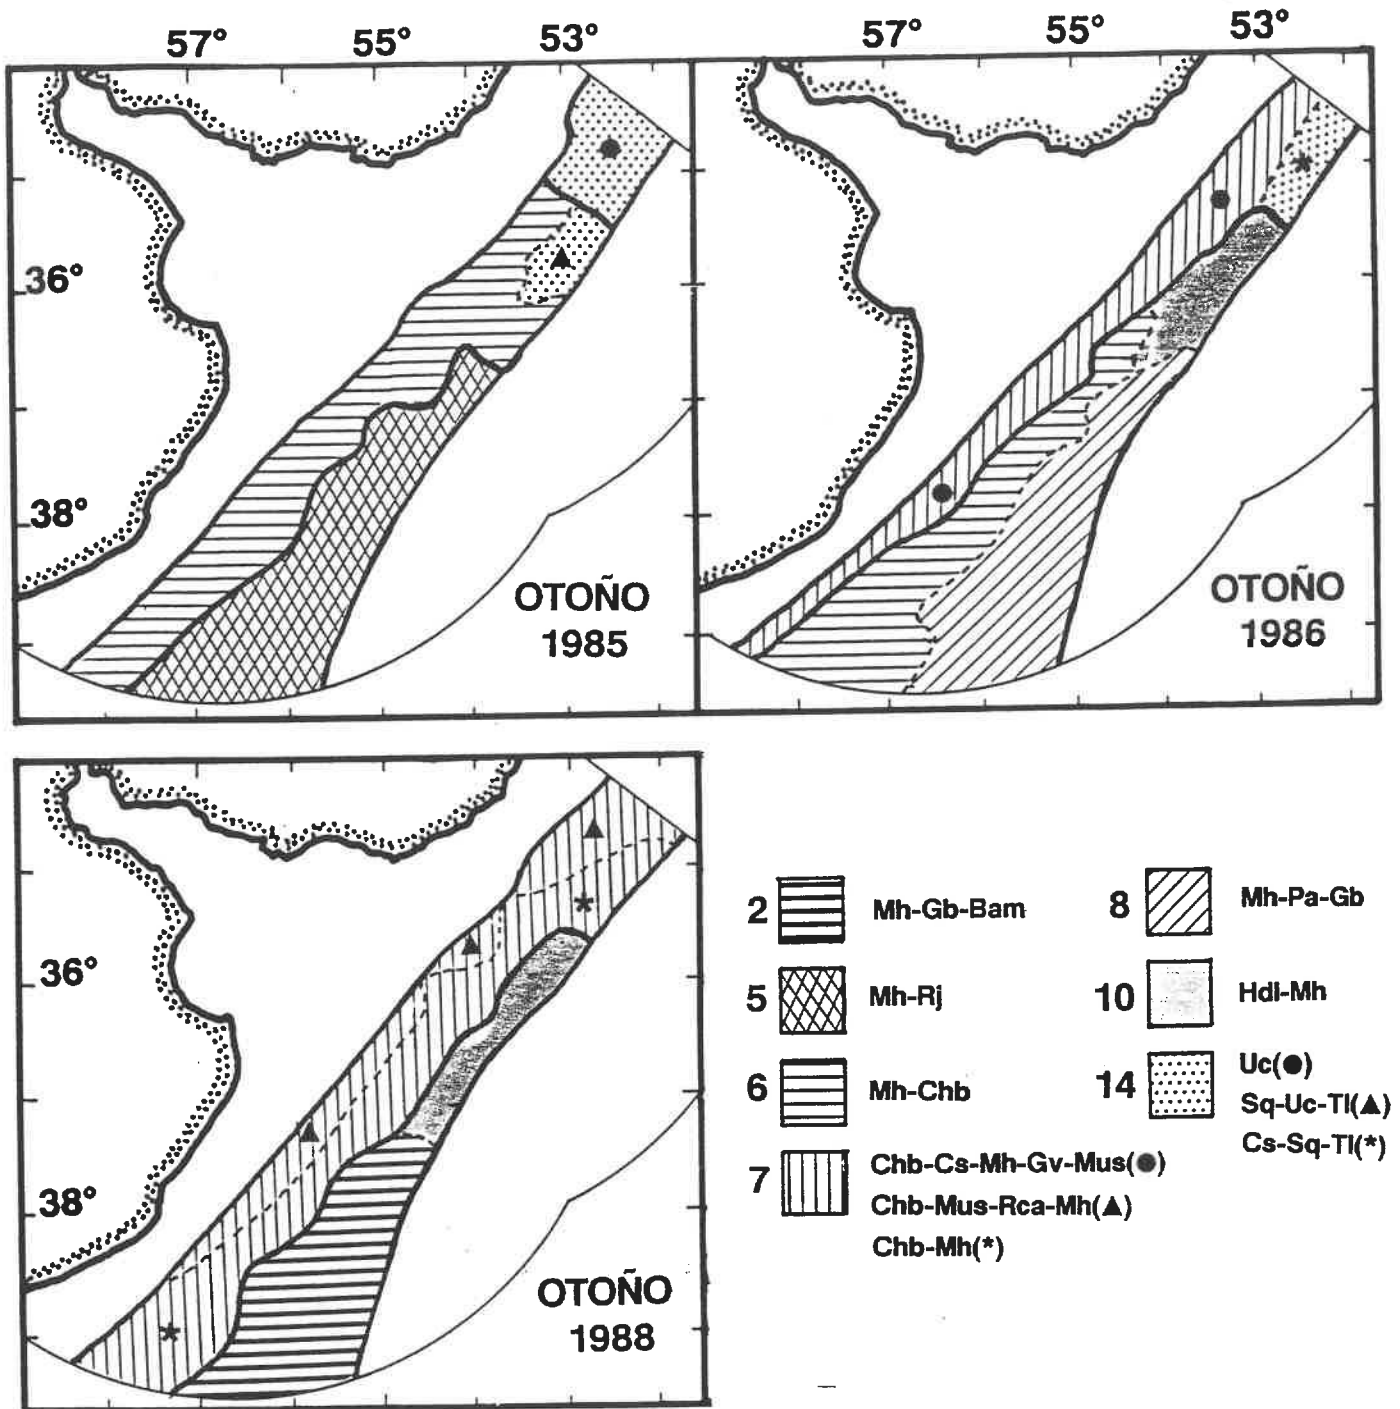 57° 55° 53°
57° 55° 53°
36°
38°
OTOÑO
1985
OTOÑO
1986
36°
38°
OTOÑO
1988
2 Mh-Gb-Bam
5 Mh-Rj
6 Mh-Chb
7 Chb-Cs-Mh-Gv-Mus(●)
Chb-Mus-Rca-Mh(▲)
Chb-Mh(*)
8 Mh-Pa-Gb
10 Hdl-Mh
14 Uc(●)
Sq-Uc-Tl(▲)
Cs-Sq-Tl(*)